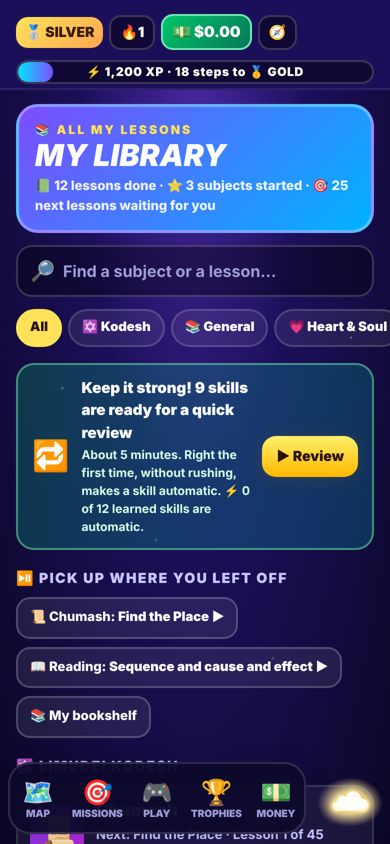 🥈 SILVER 🔥1 💵 $0.00 🧭
⚡ 1,200 XP · 18 steps to 🏅 GOLD
📚 ALL MY LESSONS
MY LIBRARY
📗 12 lessons done · ⭐ 3 subjects started · 🎯 25
next lessons waiting for you
🔎 Find a subject or a lesson...
All ✡️ Kodesh 📚 General 💗 Heart & Soul
Keep it strong! 9 skills
are ready for a quick
review
About 5 minutes. Right the
first time, without rushing,
makes a skill automatic. ⚡ 0
of 12 learned skills are
automatic.
▶ Review
⏯️ PICK UP WHERE YOU LEFT OFF
📜 Chumash: Find the Place ▶
📖 Reading: Sequence and cause and effect ▶
📚 My bookshelf
LIMUDEI KODESH
MAP MISSIONS PLAY TROPHIES MONEY
Next: Find the Place · Lesson 1 of 45